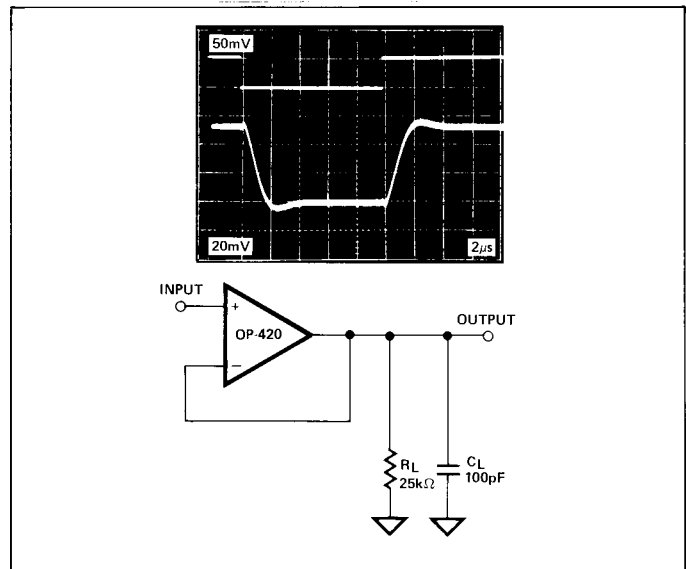 50mV
20mV
2µs
INPUT
+
OP-420
−
OUTPUT
RL
25kΩ
CL
100pF